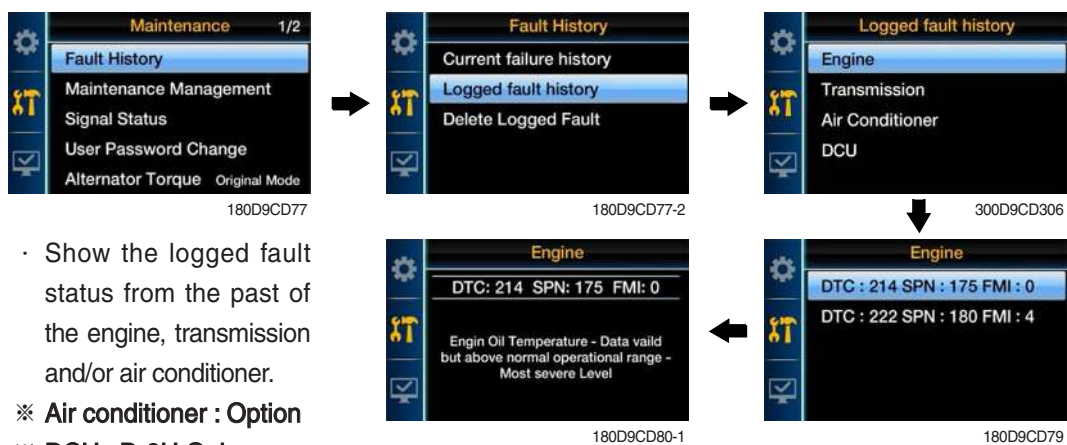 Maintenance 1/2
Fault History
Maintenance Management
Signal Status
User Password Change
Alternator Torque Original Mode
180D9CD77
Fault History
Current failure history
Logged fault history
Delete Logged Fault
180D9CD77-2
Logged fault history
Engine
Transmission
Air Conditioner
DCU
300D9CD306
· Show the logged fault
status from the past of
the engine, transmission
and/or air conditioner.
※ Air conditioner : Option
Engine
DTC: 214 SPN: 175 FMI: 0
Engin Oil Temperature - Data vaild
but above normal operational range -
Most severe Level
180D9CD80-1
Engine
DTC : 214 SPN : 175 FMI : 0
DTC : 222 SPN : 180 FMI : 4
180D9CD79